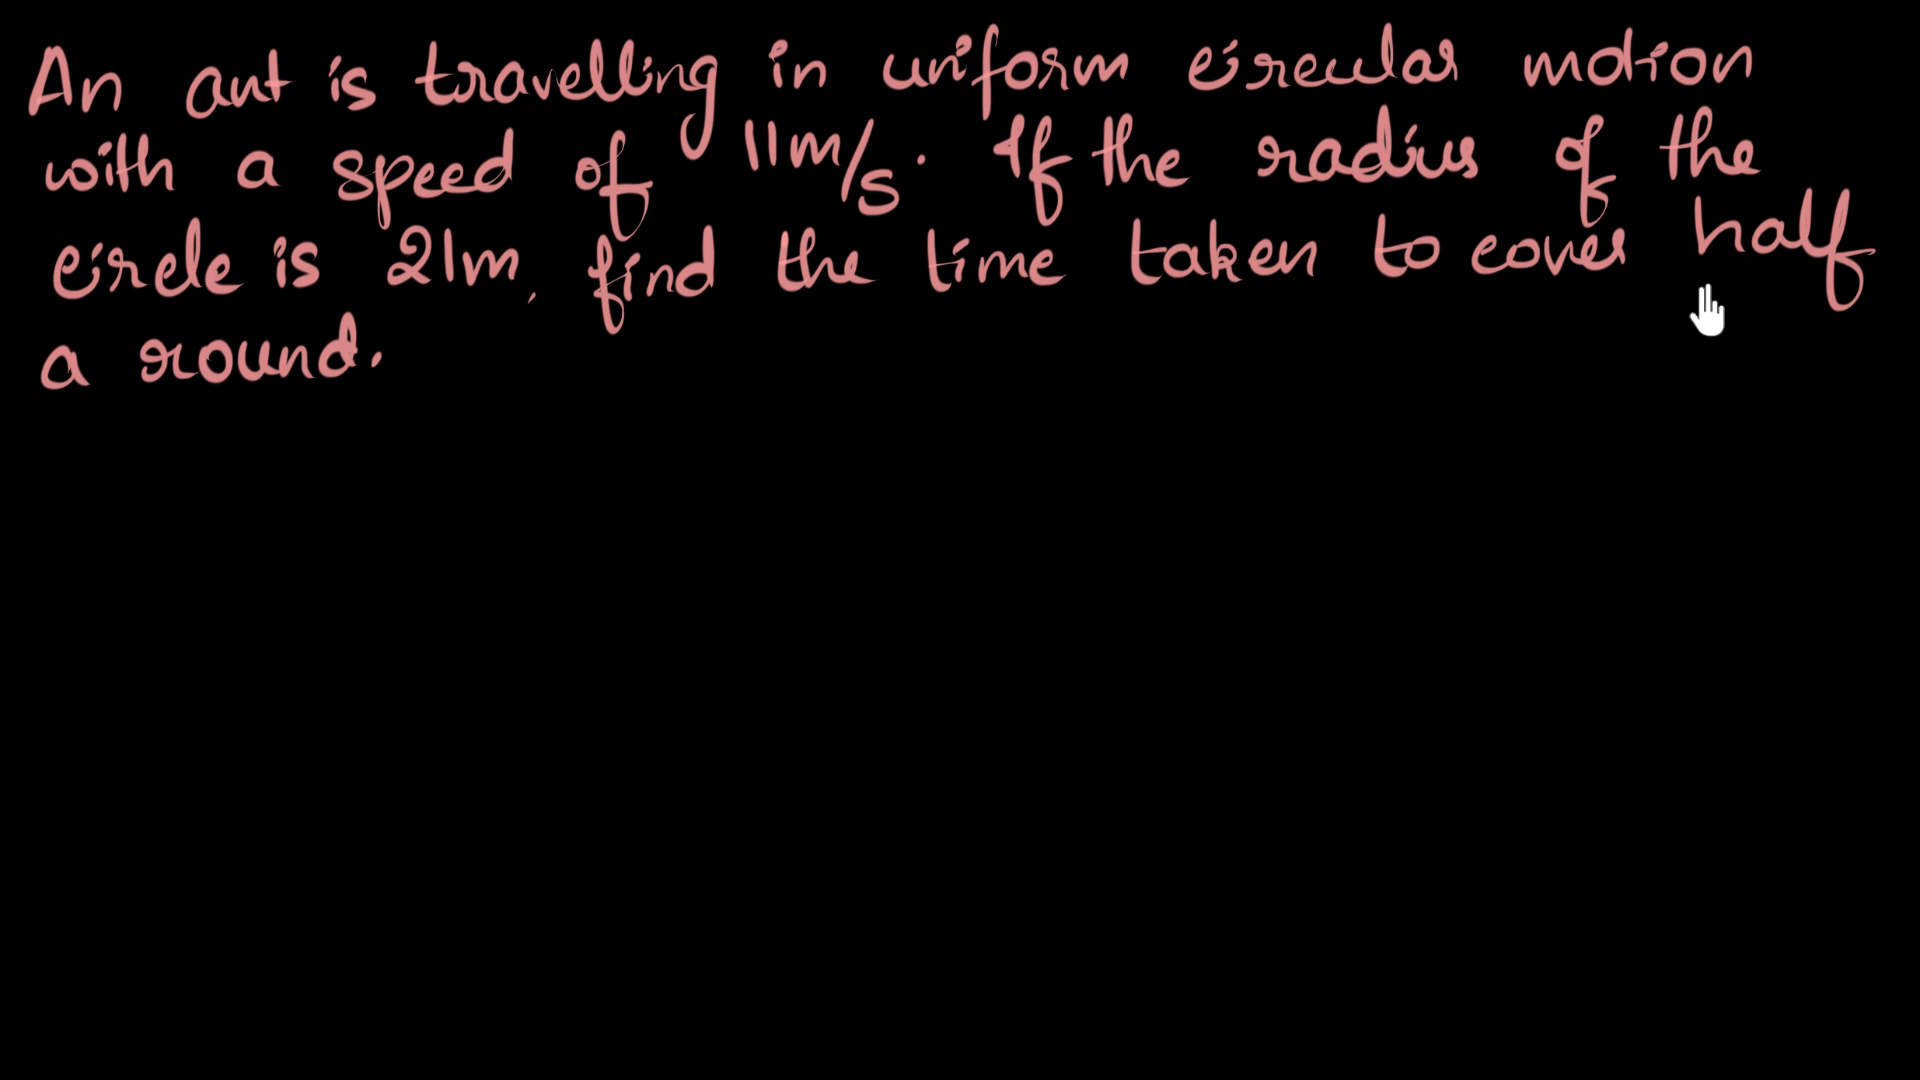 An ant is travelling in uniform circular motion
with a speed of 11m/s. If the radius of the
circle is 21m, find the time taken to cover half
a round.